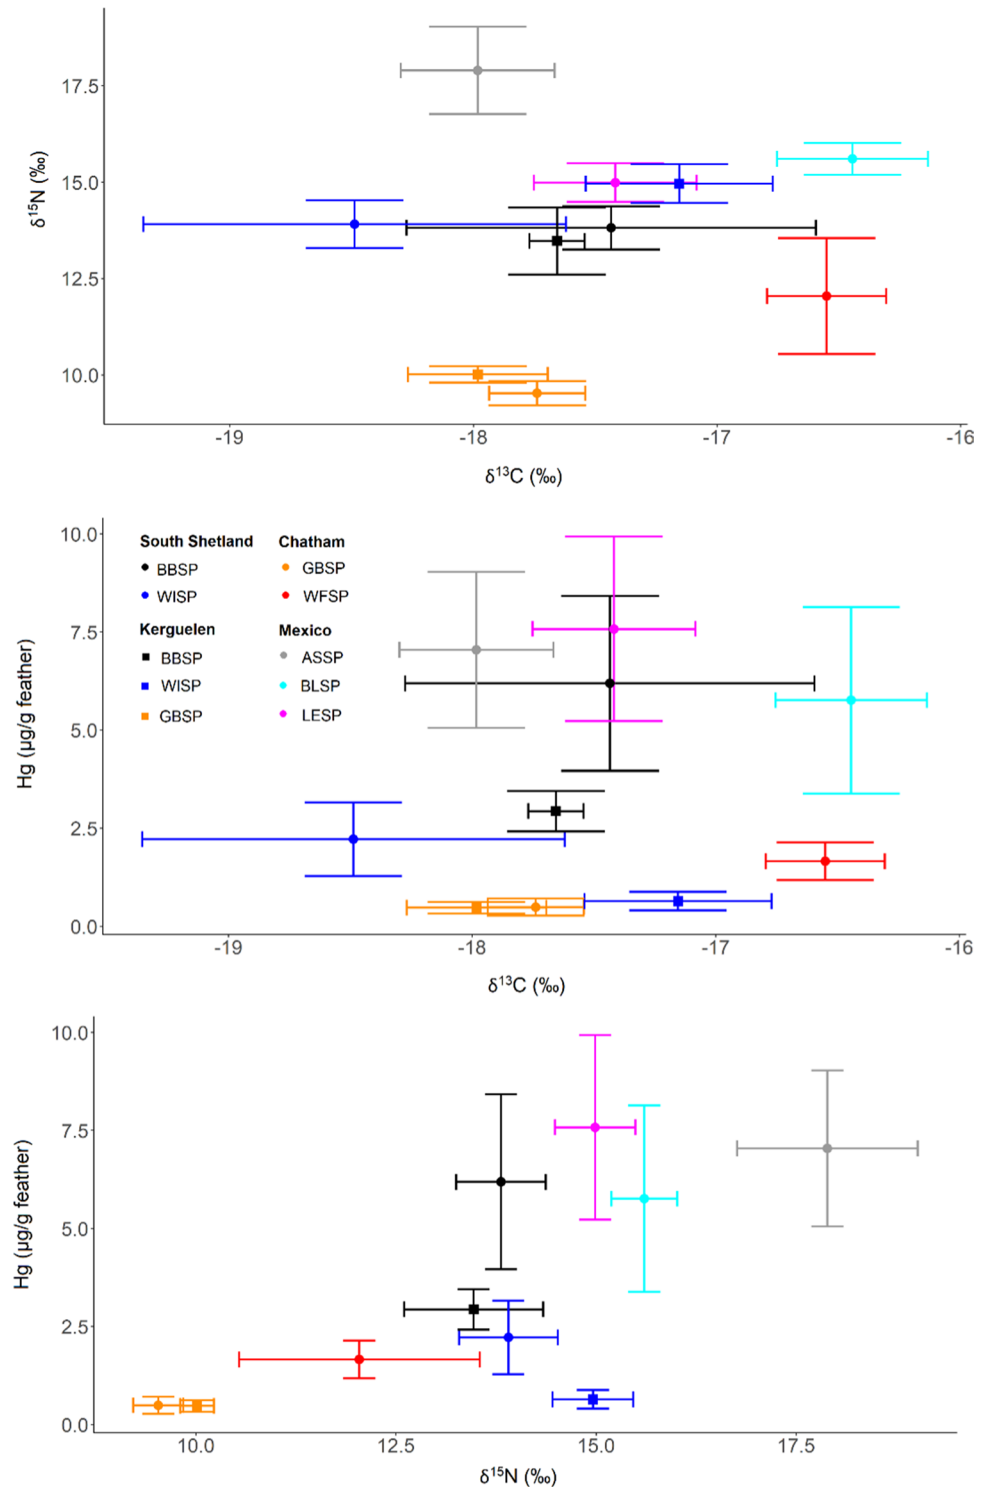 17.5
15.0
12.5
10.0
δ¹⁵N (‰)
-19 -18 -17 -16
δ¹³C (‰)
10.0
7.5
5.0
2.5
0.0
Hg (µg/g feather)
South Shetland Chatham
BBSP GBSP
WISP WFSP
Kerguelen Mexico
BBSP ASSP
WISP BLSP
GBSP LESP
-19 -18 -17 -16
δ¹³C (‰)
10.0
7.5
5.0
2.5
0.0
Hg (µg/g feather)
10.0 12.5 15.0 17.5
δ¹⁵N (‰)